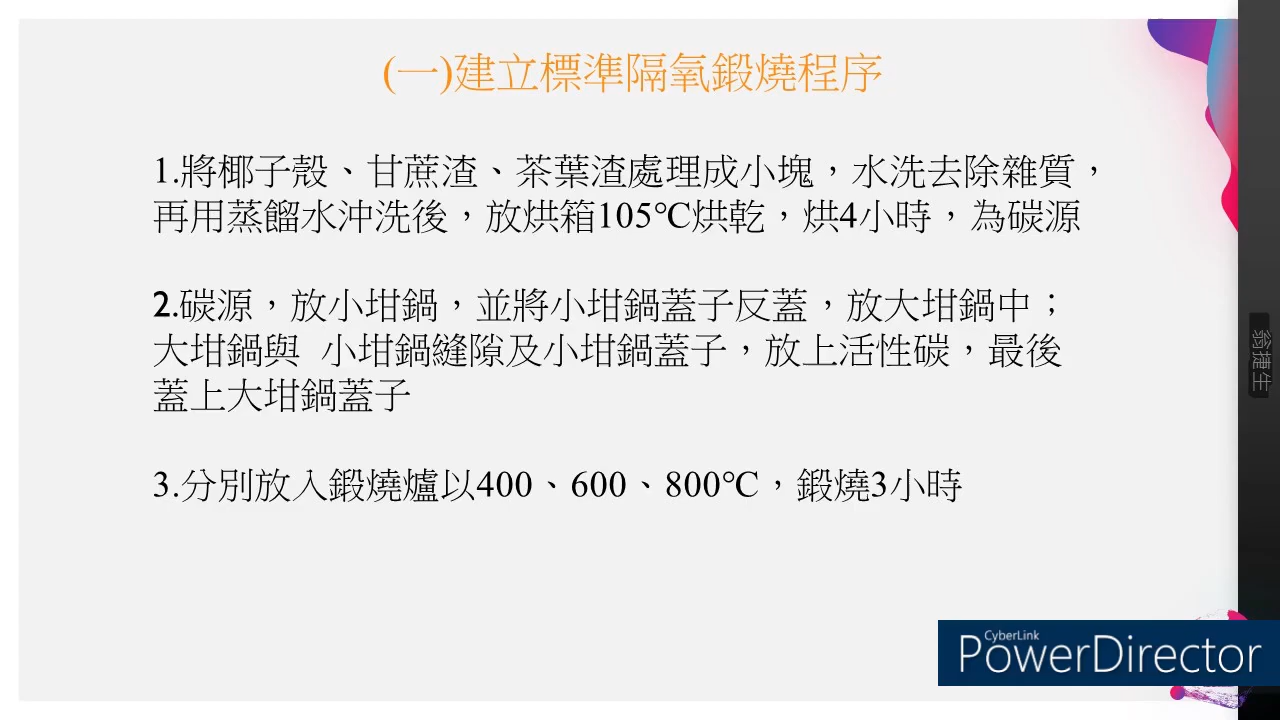 (一)建立標準隔氧鍛燒程序
1.將椰子殼、甘蔗渣、茶葉渣處理成小塊，水洗去除雜質，
再用蒸餾水沖洗後，放烘箱105℃烘乾，烘4小時，為碳源
2.碳源，放小坩鍋，並將小坩鍋蓋子反蓋，放大坩鍋中；
大坩鍋與 小坩鍋縫隙及小坩鍋蓋子，放上活性碳，最後
蓋上大坩鍋蓋子
3.分別放入鍛燒爐以400、600、800℃，鍛燒3小時
翁捷生
CyberLink
PowerDirector